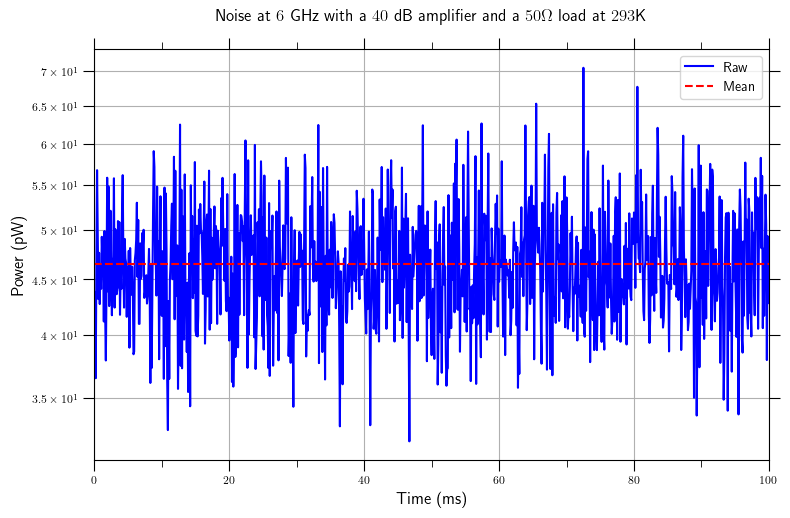 Noise at 6 GHz with a 40 dB amplifier and a 50Ω load at 293K
Raw
Mean
7 × 10¹
6.5 × 10¹
6 × 10¹
5.5 × 10¹
5 × 10¹
4.5 × 10¹
4 × 10¹
3.5 × 10¹
Power (pW)
0 20 40 60 80 100
Time (ms)